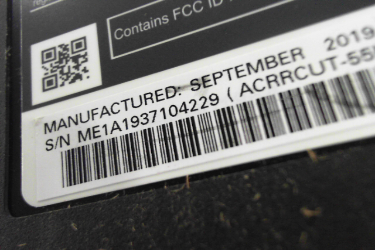 Contains FCC ID
MANUFACTURED: SEPTEMBER 2019
S/N ME1A1937104229 ( ACRRCUT-55